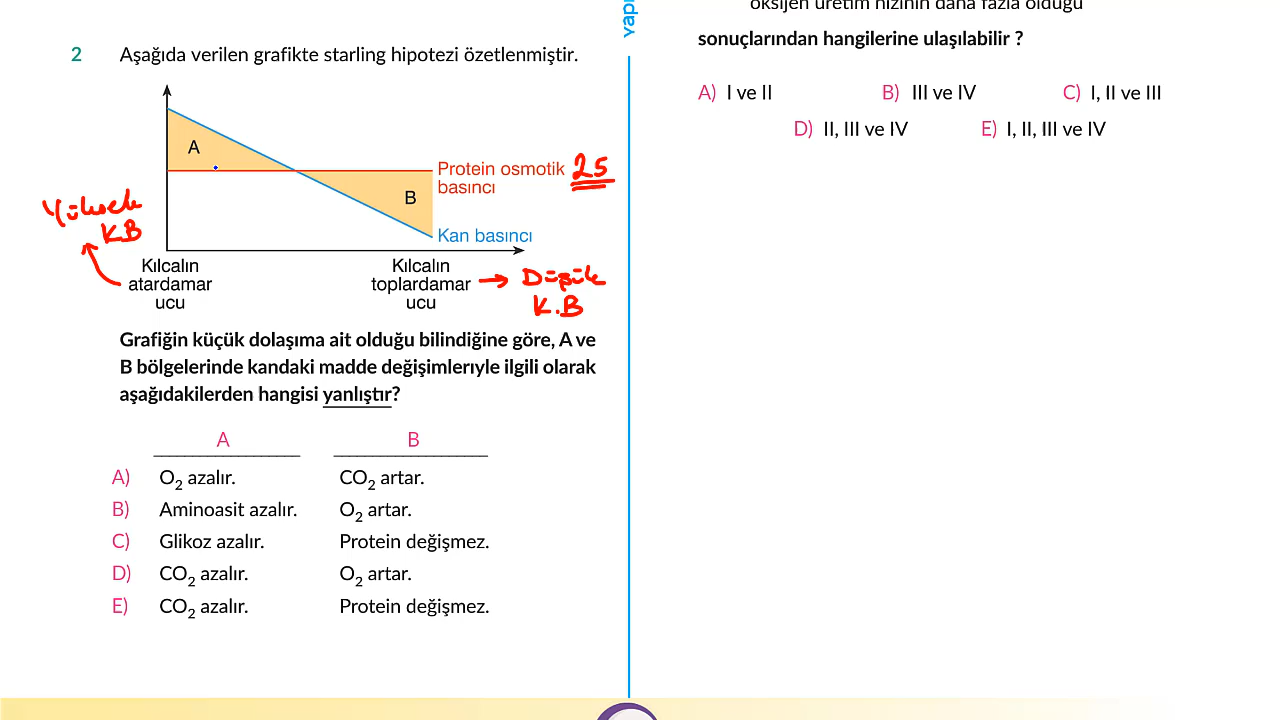 2 Aşağıda verilen grafikte starling hipotezi özetlenmiştir.
A
B
Protein osmotik
basıncı
25
Kan basıncı
Yüksek
K.B
Kılcalın
atardamar
ucu
Kılcalın
toplardamar
ucu
Düşük
K.B
Grafiğin küçük dolaşıma ait olduğu bilindiğine göre, A ve
B bölgelerinde kandaki madde değişimleriyle ilgili olarak
aşağıdakilerden hangisi yanlıştır?
A B
A) O₂ azalır. CO₂ artar.
B) Aminoasit azalır. O₂ artar.
C) Glikoz azalır. Protein değişmez.
D) CO₂ azalır. O₂ artar.
E) CO₂ azalır. Protein değişmez.
yapı
oksijen üretim hızının daha fazla olduğu
sonuçlarından hangilerine ulaşılabilir ?
A) I ve II B) III ve IV C) I, II ve III
D) II, III ve IV E) I, II, III ve IV